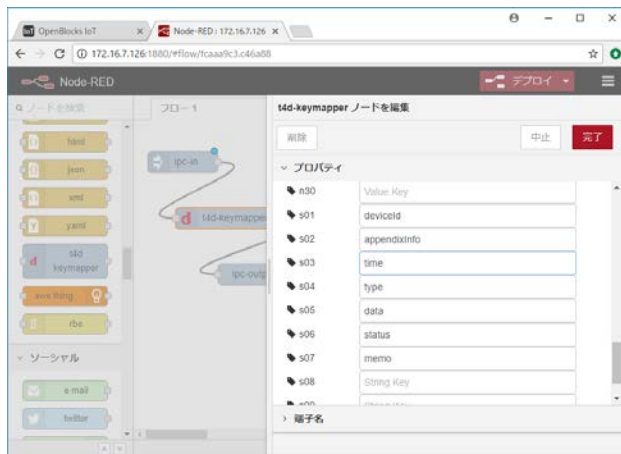 OpenBlocks IoT
Node-RED : 172.16.7.126
172.16.7.126:1880/#flow/fcaaa9c3.c46a88
Node-RED
デプロイ
ノードを検索
フロー 1
t4d-keymapper ノードを編集
削除
中止
完了
プロパティ
html
json
xml
yaml
t4d
keymapper
aws thing
rbe
ソーシャル
e mail
twitter
ipc-in
t4d-keymapper
ipc-outp
n30
Value Key
s01
deviceId
s02
appendixInfo
s03
time
s04
type
s05
data
s06
status
s07
memo
s08
String Key
端子名